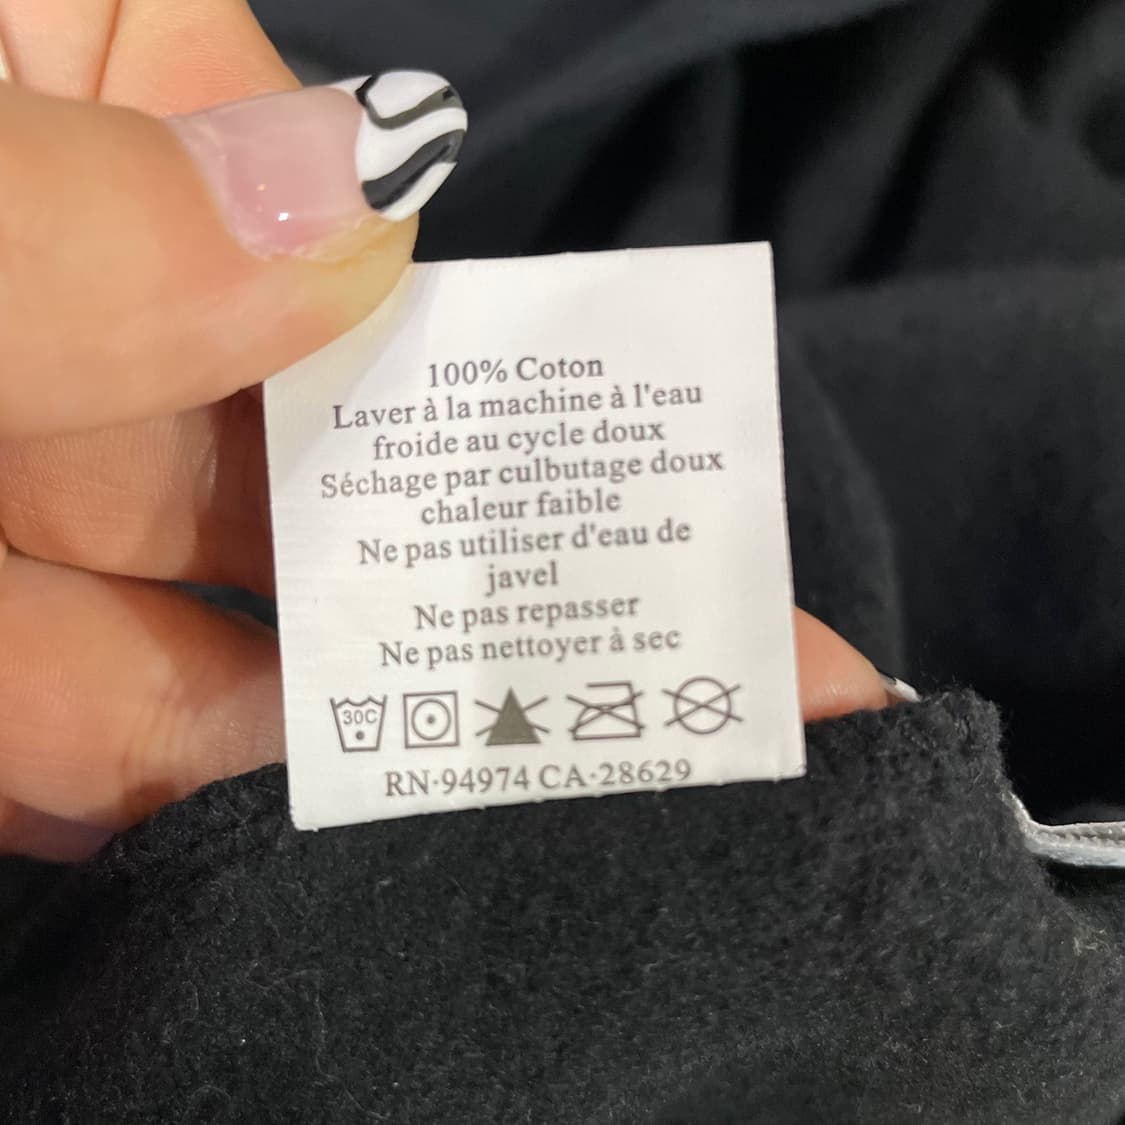 100% Coton
Laver à la machine à l'eau
froide au cycle doux
Séchage par culbutage doux
chaleur faible
Ne pas utiliser d'eau de
javel
Ne pas repasser
Ne pas nettoyer à sec
30C
RN·94974 CA·28629